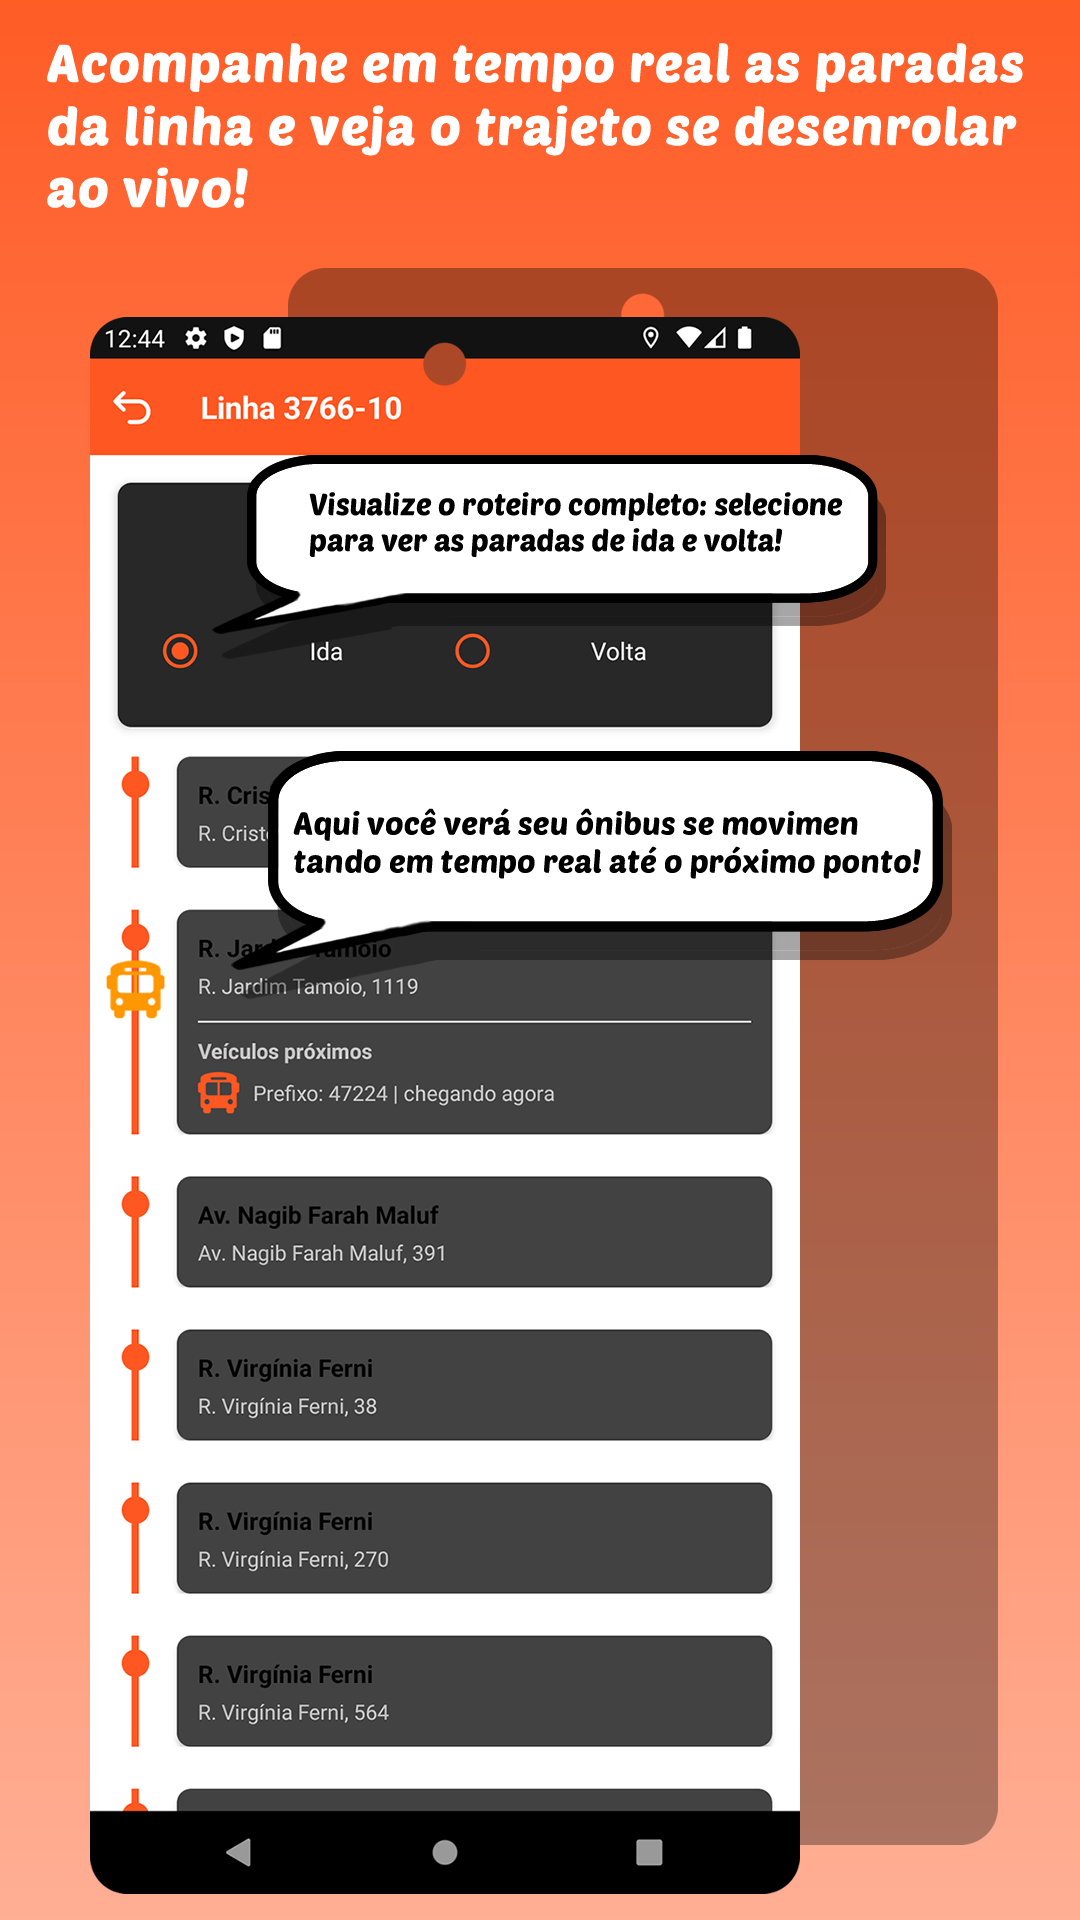 Acompanhe em tempo real as paradas
da linha e veja o trajeto se desenrolar
ao vivo!
12:44
Linha 3766-10
Visualize o roteiro completo: selecione
para ver as paradas de ida e volta!
Ida
Volta
R. Cris
R. Crist
Aqui você verá seu ônibus se movimen
tando em tempo real até o próximo ponto!
R. Jardim Tamoio
R. Jardim Tamoio, 1119
Veículos próximos
Prefixo: 47224 | chegando agora
Av. Nagib Farah Maluf
Av. Nagib Farah Maluf, 391
R. Virgínia Ferni
R. Virgínia Ferni, 38
R. Virgínia Ferni
R. Virgínia Ferni, 270
R. Virgínia Ferni
R. Virgínia Ferni, 564